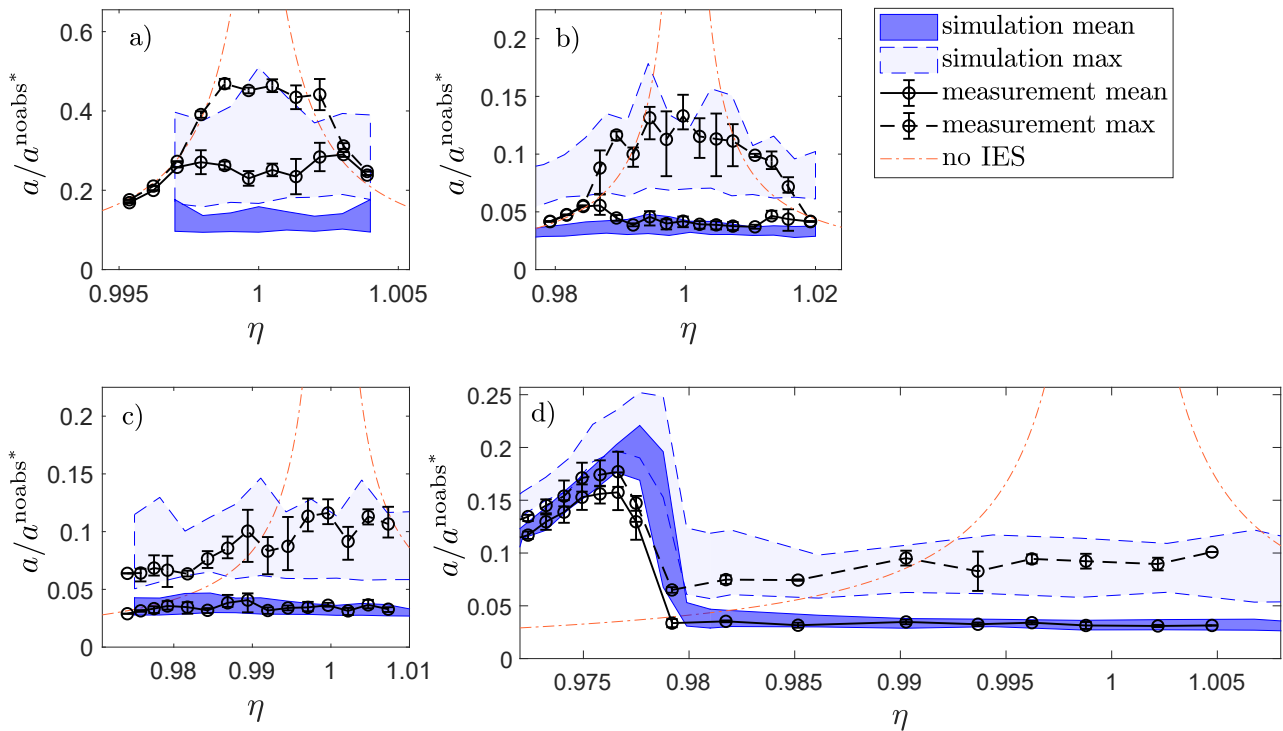 a)
0.6
0.4
0.2
0
a/a^noabs*
0.995
1
1.005
η
b)
0.2
0.15
0.1
0.05
0
a/a^noabs*
0.98
1
1.02
η
simulation mean
simulation max
measurement mean
measurement max
no IES
c)
0.2
0.15
0.1
0.05
0
a/a^noabs*
0.98
0.99
1
1.01
η
d)
0.25
0.2
0.15
0.1
0.05
0
a/a^noabs*
0.975
0.98
0.985
0.99
0.995
1
1.005
η